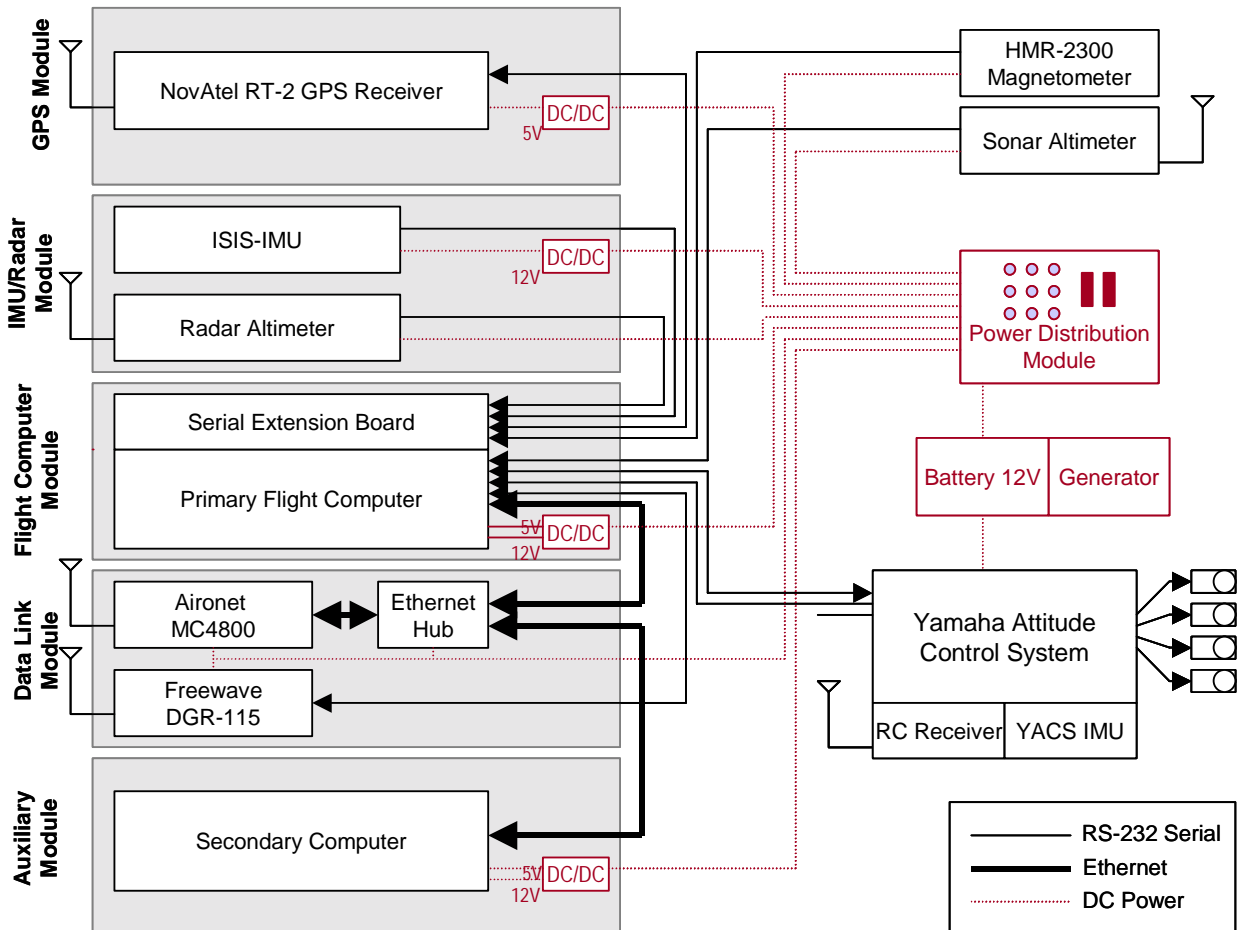 GPS Module
NovAtel RT-2 GPS Receiver
5V
DC/DC
HMR-2300
Magnetometer
Sonar Altimeter
IMU/Radar
Module
ISIS-IMU
12V
DC/DC
Radar Altimeter
Power Distribution
Module
Flight Computer
Module
Serial Extension Board
Primary Flight Computer
5V
12V
DC/DC
Battery 12V
Generator
Data Link
Module
Aironet
MC4800
Ethernet
Hub
Freewave
DGR-115
Yamaha Attitude
Control System
RC Receiver
YACS IMU
Auxiliary
Module
Secondary Computer
5V
12V
DC/DC
RS-232 Serial
Ethernet
DC Power